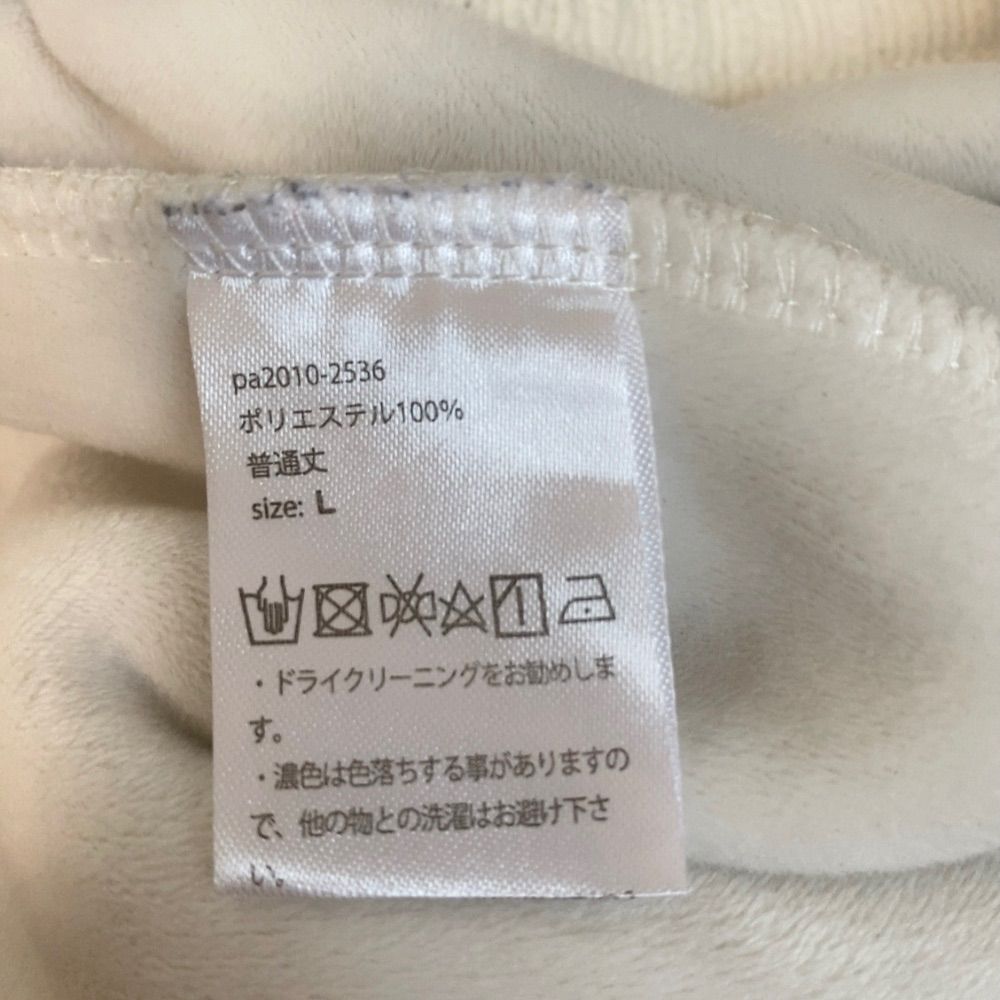 pa2010-2536
ポリエステル100%
普通丈
size: L
・ドライクリーニングをお勧めしま
す。
・濃色は色落ちする事がありますの
で、他の物との洗濯はお避け下さ
い。